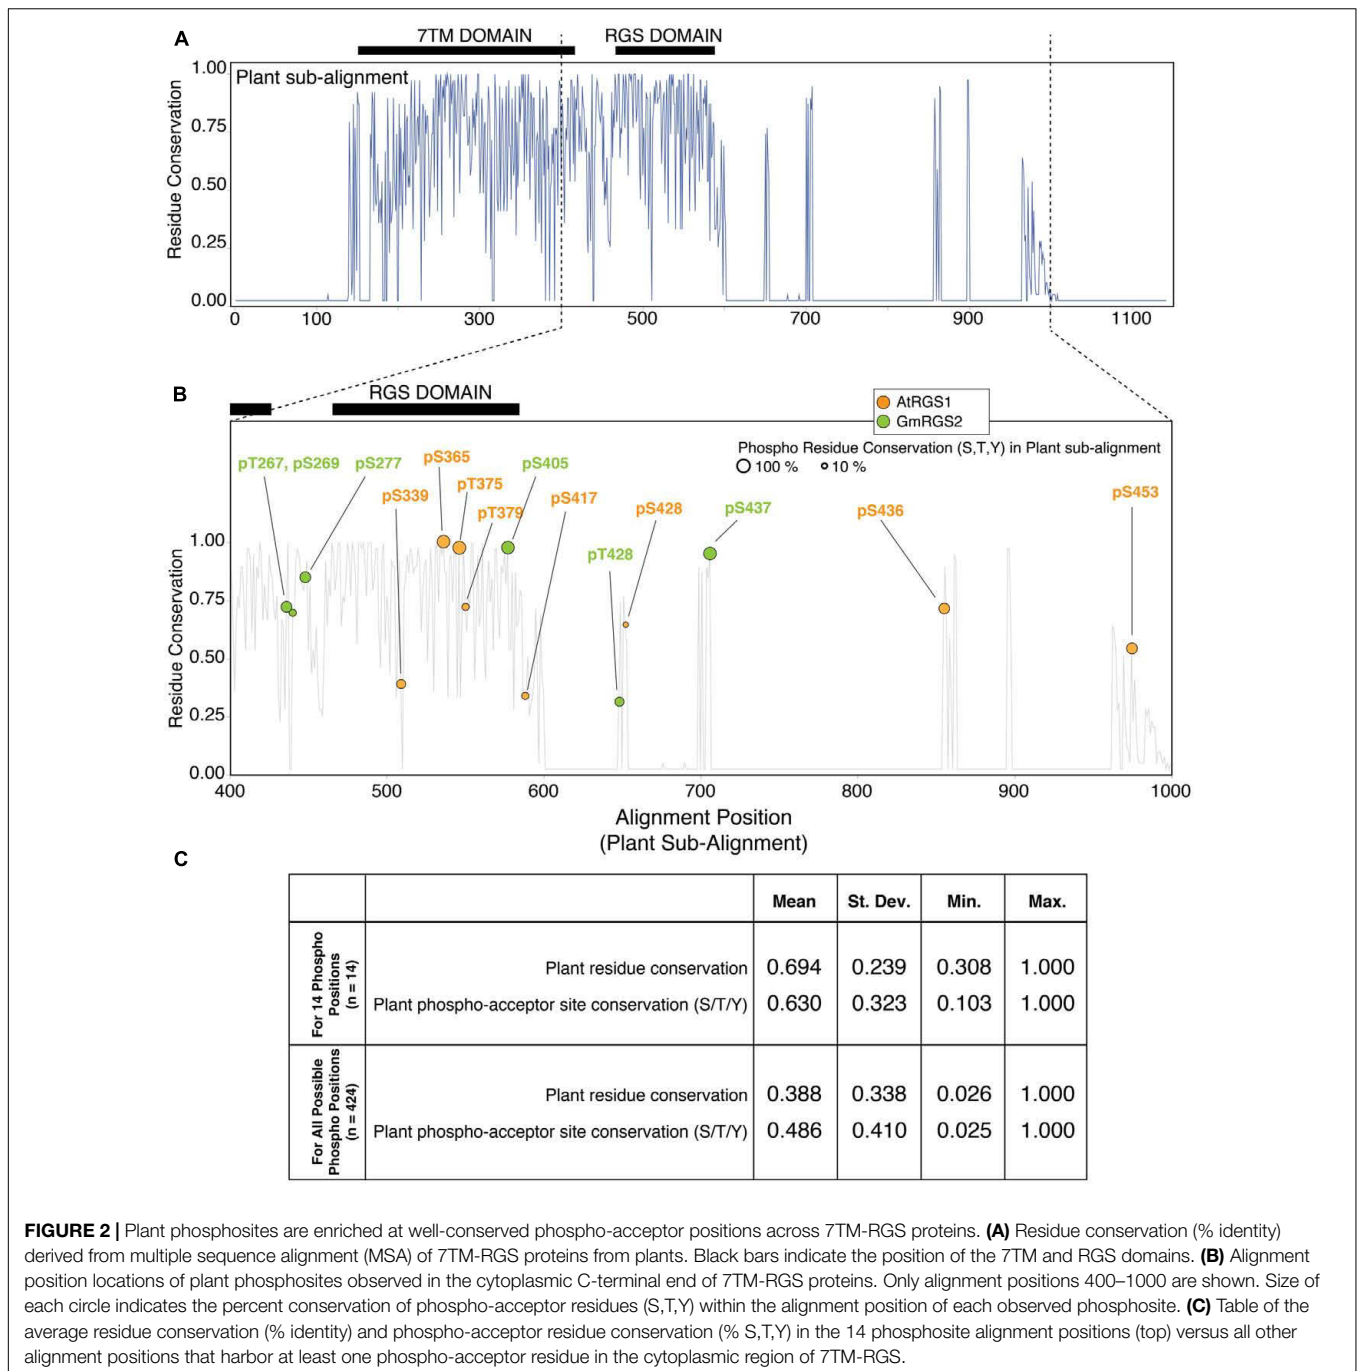 A
7TM DOMAIN RGS DOMAIN
Plant sub-alignment
Residue Conservation
1.00
0.75
0.50
0.25
0.00
0 100 300 500 700 900 1100
B
RGS DOMAIN
AtRGS1
GmRGS2
Phospho Residue Conservation (S,T,Y) in Plant sub-alignment
100 % 10 %
pT267, pS269 pS277 pS365 pS405
pS339 pT375 pS417 pS453
pT379 pS428 pS437 pS436
pT428
Residue Conservation
1.00
0.75
0.50
0.25
0.00
400 500 600 700 800 900 1000
Alignment Position
(Plant Sub-Alignment)
C
Mean St. Dev. Min. Max.
For 14 Phospho
Positions
(n = 14)
Plant residue conservation 0.694 0.239 0.308 1.000
Plant phospho-acceptor site conservation (S/T/Y) 0.630 0.323 0.103 1.000
For All Possible
Phospho Positions
(n = 424)
Plant residue conservation 0.388 0.338 0.026 1.000
Plant phospho-acceptor site conservation (S/T/Y) 0.486 0.410 0.025 1.000
FIGURE 2 | Plant phosphosites are enriched at well-conserved phospho-acceptor positions across 7TM-RGS proteins. (A) Residue conservation (% identity)
derived from multiple sequence alignment (MSA) of 7TM-RGS proteins from plants. Black bars indicate the position of the 7TM and RGS domains. (B) Alignment
position locations of plant phosphosites observed in the cytoplasmic C-terminal end of 7TM-RGS proteins. Only alignment positions 400–1000 are shown. Size of
each circle indicates the percent conservation of phospho-acceptor residues (S,T,Y) within the alignment position of each observed phosphosite. (C) Table of the
average residue conservation (% identity) and phospho-acceptor residue conservation (% S,T,Y) in the 14 phosphosite alignment positions (top) versus all other
alignment positions that harbor at least one phospho-acceptor residue in the cytoplasmic region of 7TM-RGS.